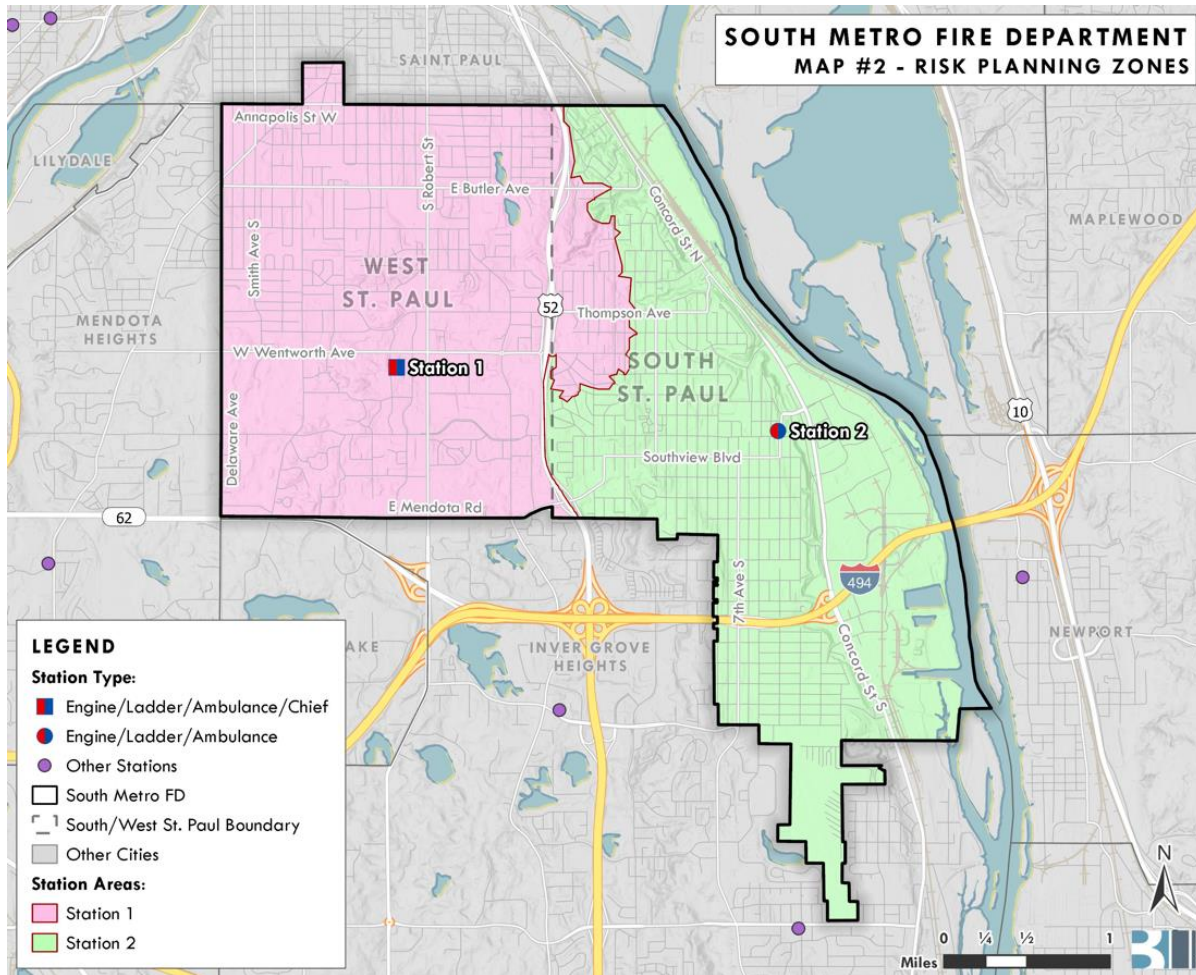 SOUTH METRO FIRE DEPARTMENT
MAP #2 - RISK PLANNING ZONES
SAINT PAUL
Annapolis St W
LILYDALE
S Robert St
E Butler Ave
Concord St N
MAPLEWOOD
Smith Ave S
WEST
ST. PAUL
52
Thompson Ave
MENDOTA
HEIGHTS
W Wentworth Ave
Station 1
SOUTH
ST. PAUL
10
Delaware Ave
Station 2
Southview Blvd
E Mendota Rd
62
494
7th Ave S
Concord St S
NEWPORT
AKE
INVER GROVE
HEIGHTS
LEGEND
Station Type:
Engine/Ladder/Ambulance/Chief
Engine/Ladder/Ambulance
Other Stations
South Metro FD
South/West St. Paul Boundary
Other Cities
Station Areas:
Station 1
Station 2
N
0 ¼ ½ 1
Miles